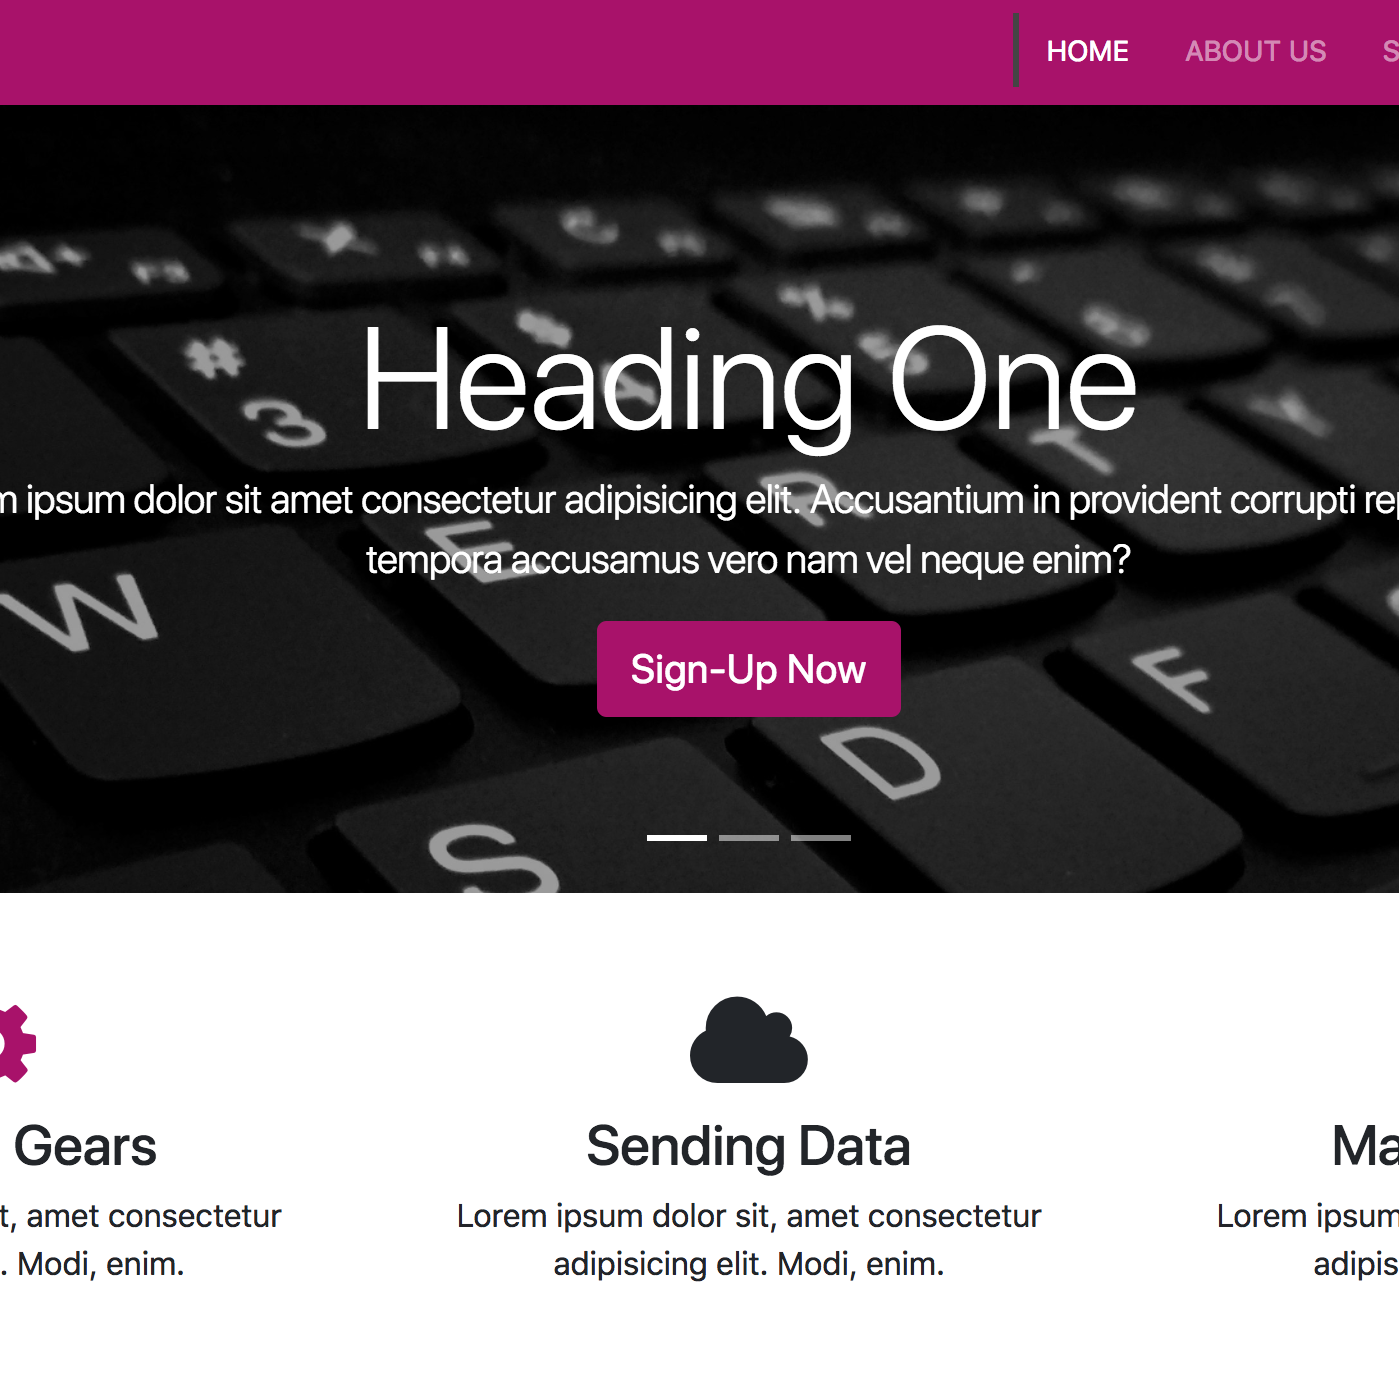 HOME ABOUT US S
Heading One
m ipsum dolor sit amet consectetur adipisicing elit. Accusantium in provident corrupti rep
tempora accusamus vero nam vel neque enim?
Sign-Up Now
# 3
W E R T Y
S D F
Gears
Sending Data
Ma
t, amet consectetur
. Modi, enim.
Lorem ipsum dolor sit, amet consectetur
adipisicing elit. Modi, enim.
Lorem ipsum
adipis